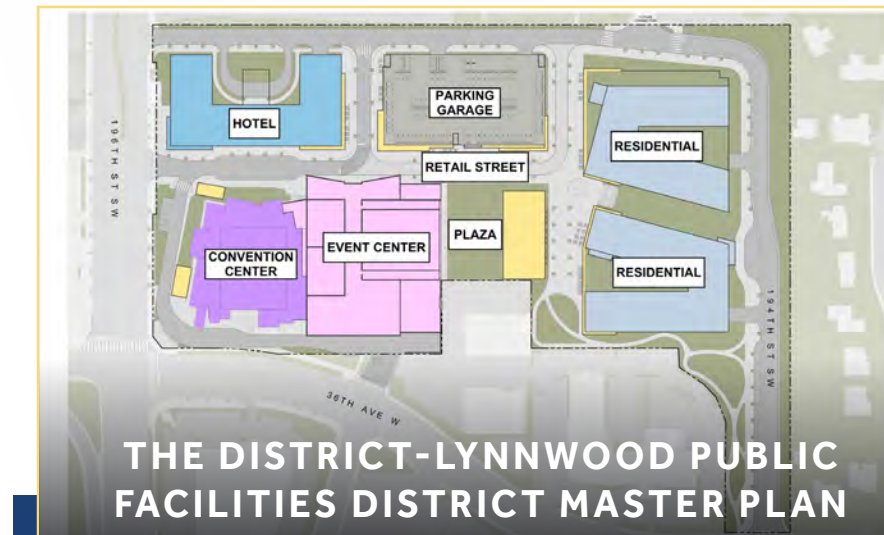 HOTEL
PARKING
GARAGE
RESIDENTIAL
RETAIL STREET
196TH ST SW
CONVENTION
CENTER
EVENT CENTER
PLAZA
RESIDENTIAL
194TH ST SW
36TH AVE W
THE DISTRICT-LYNNWOOD PUBLIC
FACILITIES DISTRICT MASTER PLAN